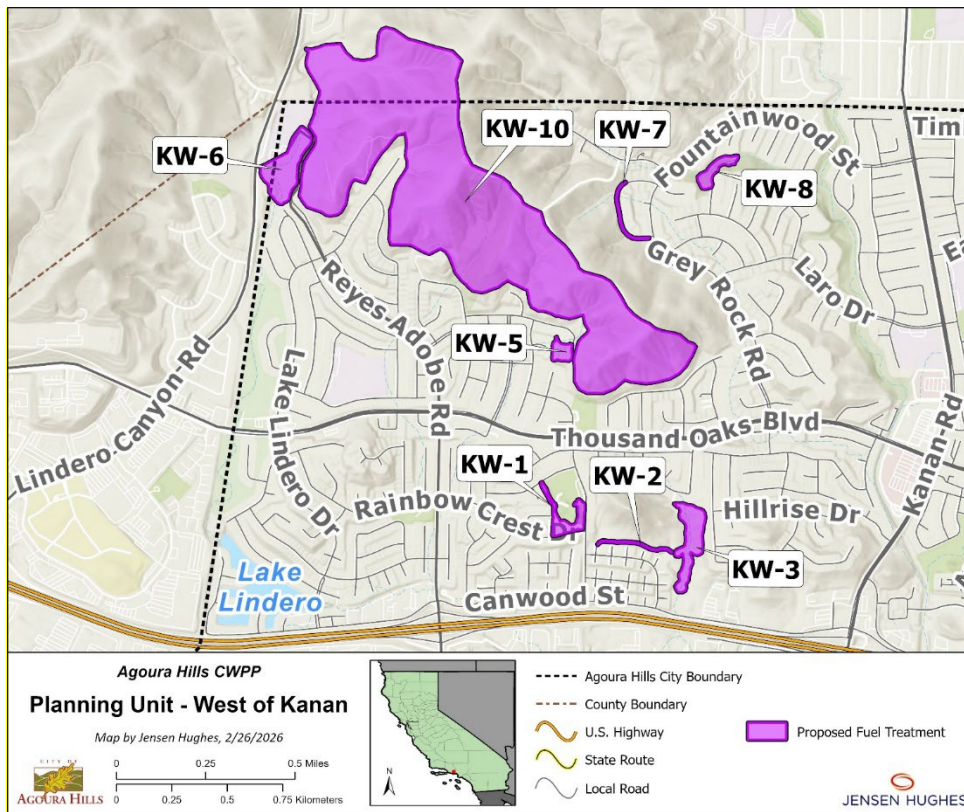 KW-6
KW-10
KW-7
Fountainwood St
KW-8
Tim
Ea
Grey Rock Rd
Laro Dr
Reyes Adobe Rd
KW-5
Lindero Canyon Rd
Lake Lindero Dr
Thousand Oaks Blvd
Kanan Rd
KW-1
KW-2
Rainbow Crest Dr
Hillrise Dr
KW-3
Lake
Lindero
Canwood St
A
Agoura Hills CWPP
Planning Unit - West of Kanan
Map by Jensen Hughes, 2/26/2026
CITY OF
AGOURA HILLS
0 0.25 0.5 Miles
0 0.25 0.5 0.75 Kilometers
N
Agoura Hills City Boundary
County Boundary
U.S. Highway
State Route
Local Road
Proposed Fuel Treatment
JENSEN HUGHES